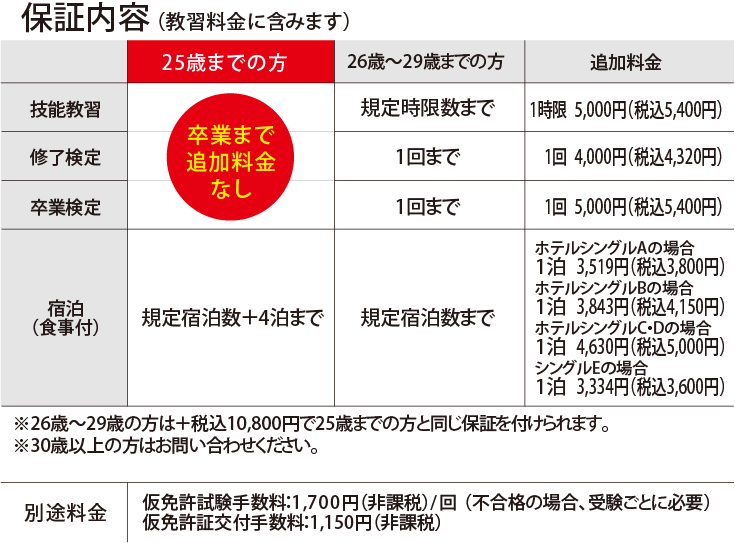 保証内容(教習料金に含みます)
25歳までの方 26歳〜29歳までの方 追加料金
技能教習 規定時限数まで 1時限 5,000円(税込5,400円)
卒業まで
追加料金
なし
修了検定 1回まで 1回 4,000円(税込4,320円)
卒業検定 1回まで 1回 5,000円(税込5,400円)
宿泊
(食事付)
規定宿泊数+4泊まで 規定宿泊数まで
ホテルシングルAの場合
1泊 3,519円(税込3,800円)
ホテルシングルBの場合
1泊 3,843円(税込4,150円)
ホテルシングルC・Dの場合
1泊 4,630円(税込5,000円)
シングルEの場合
1泊 3,334円(税込3,600円)
※26歳〜29歳の方は+税込10,800円で25歳までの方と同じ保証を付けられます。
※30歳以上の方はお問い合わせください。
別途料金
仮免許試験手数料:1,700円(非課税)/回 (不合格の場合、受験ごとに必要)
仮免許証交付手数料:1,150円(非課税)